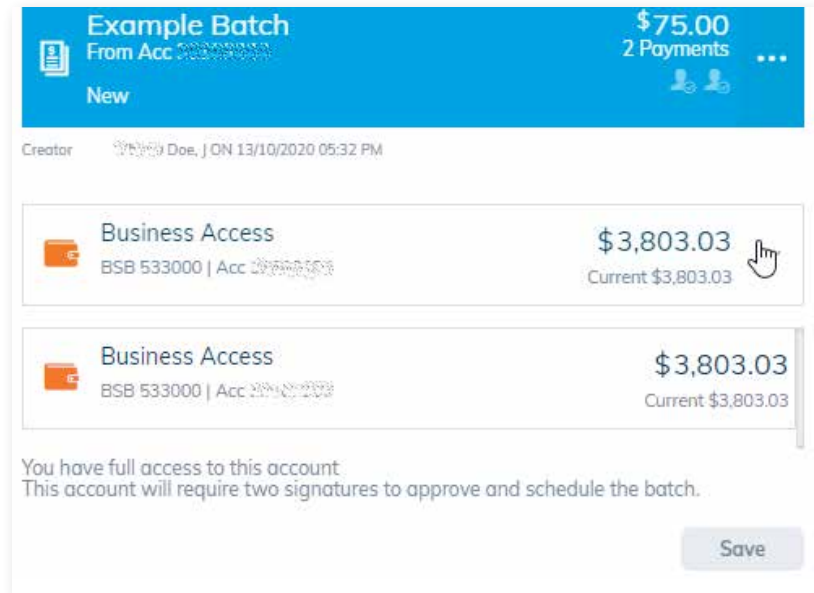 Example Batch
$75.00
From Acc
2 Payments
New
Creator Doe, J ON 13/10/2020 05:32 PM
Business Access
$3,803.03
BSB 533000 | Acc
Current $3,803.03
Business Access
$3,803.03
BSB 533000 | Acc
Current $3,803.03
You have full access to this account
This account will require two signatures to approve and schedule the batch.
Save